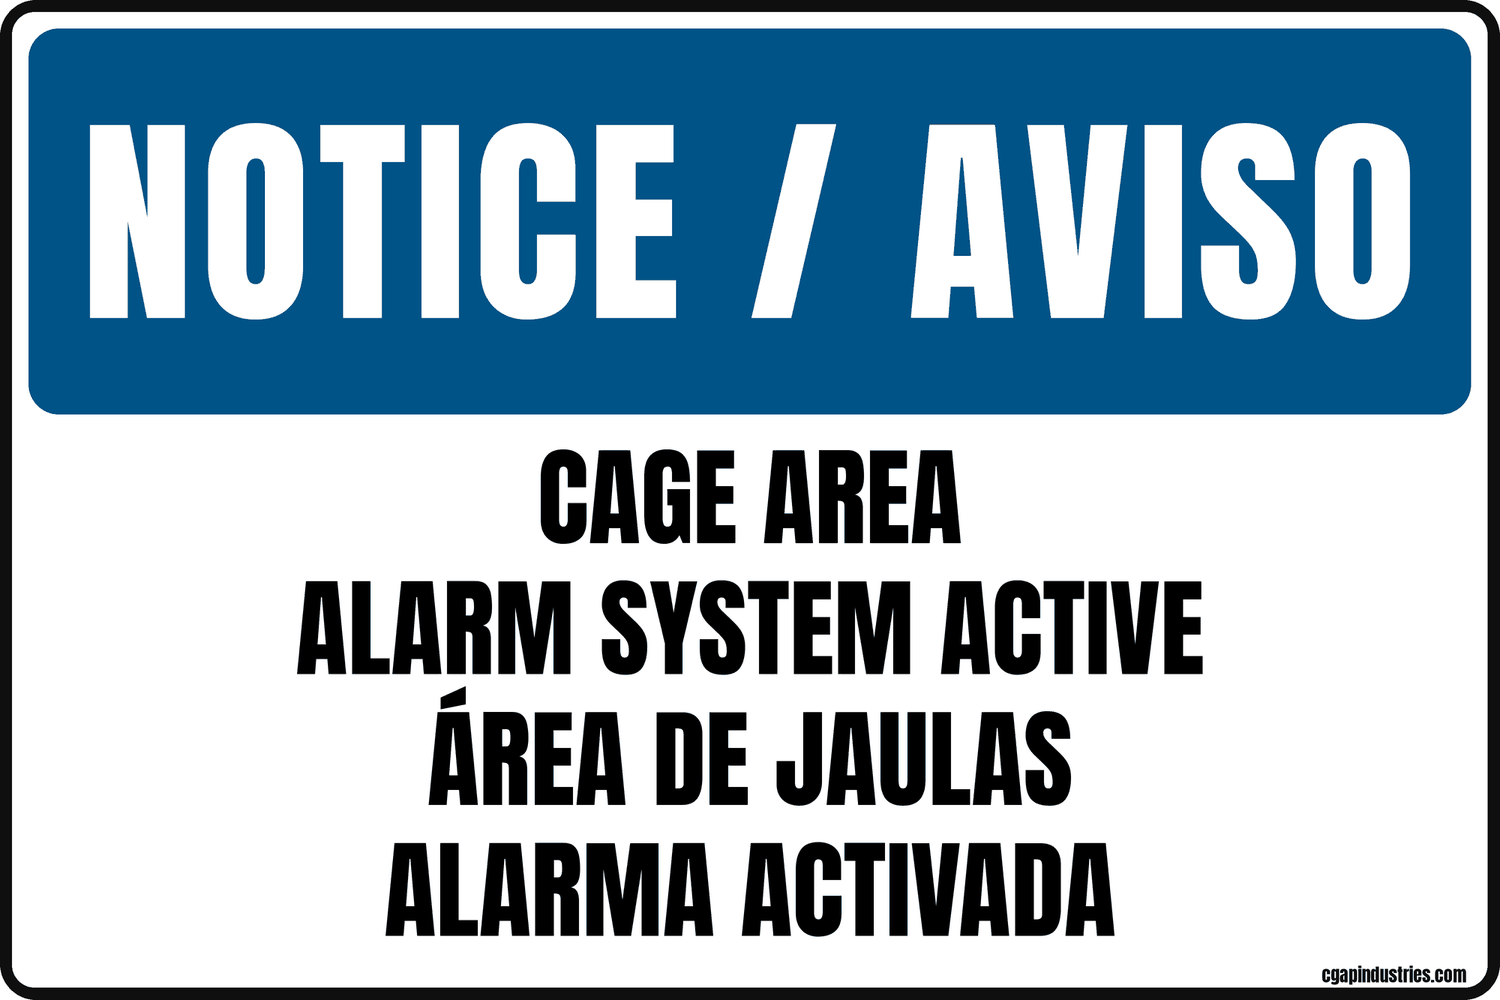 NOTICE / AVISO
CAGE AREA
ALARM SYSTEM ACTIVE
ÁREA DE JAULAS
ALARMA ACTIVADA
cgapindustries.com